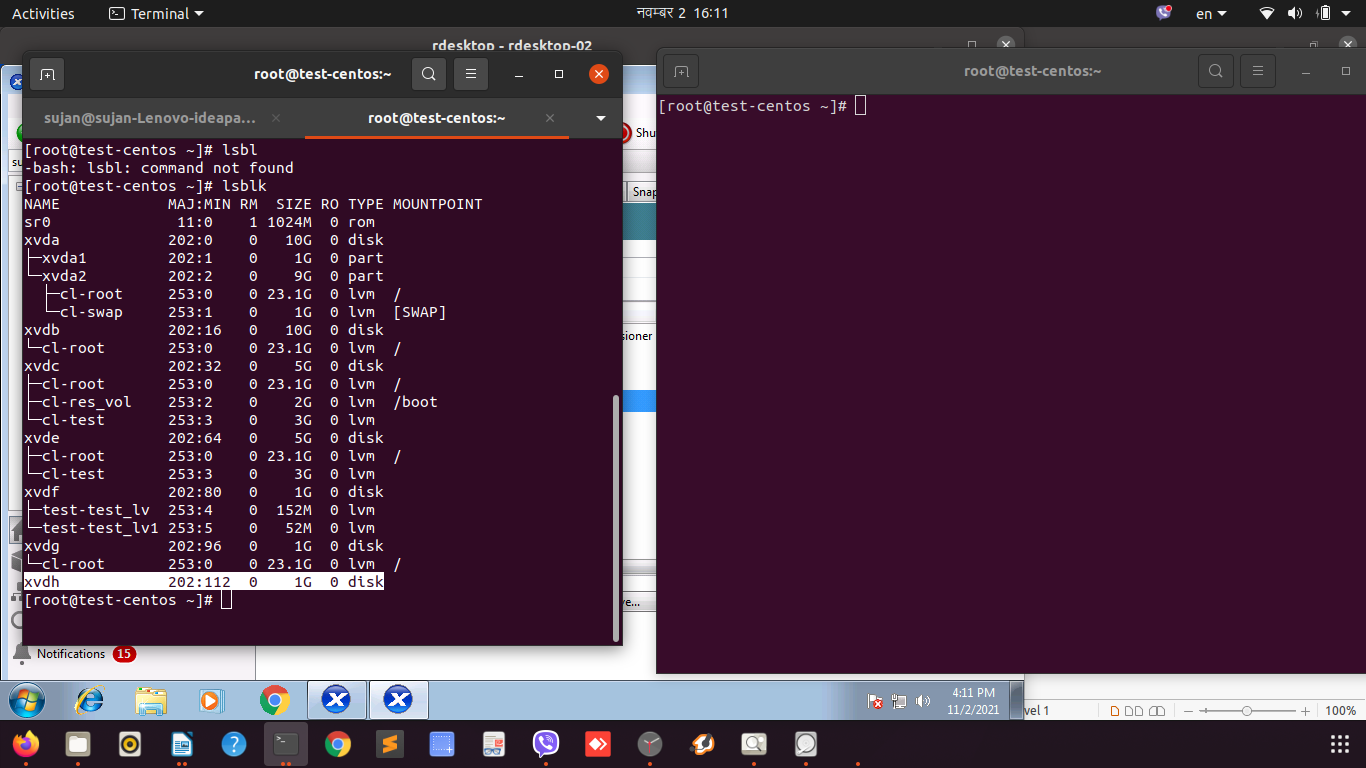 Activities Terminal नवम्बर 2 16:11 en
rdesktop - rdesktop-02
root@test-centos:~
sujan@sujan-Lenovo-ideapa... root@test-centos:~
[root@test-centos ~]# lsbl
-bash: lsbl: command not found
[root@test-centos ~]# lsblk
NAME MAJ:MIN RM SIZE RO TYPE MOUNTPOINT
sr0 11:0 1 1024M 0 rom
xvda 202:0 0 10G 0 disk
├─xvda1 202:1 0 1G 0 part
└─xvda2 202:2 0 9G 0 part
├─cl-root 253:0 0 23.1G 0 lvm /
└─cl-swap 253:1 0 1G 0 lvm [SWAP]
xvdb 202:16 0 10G 0 disk
└─cl-root 253:0 0 23.1G 0 lvm /
xvdc 202:32 0 5G 0 disk
├─cl-root 253:0 0 23.1G 0 lvm /
├─cl-res_vol 253:2 0 2G 0 lvm /boot
└─cl-test 253:3 0 3G 0 lvm
xvde 202:64 0 5G 0 disk
├─cl-root 253:0 0 23.1G 0 lvm /
└─cl-test 253:3 0 3G 0 lvm
xvdf 202:80 0 1G 0 disk
├─test-test_lv 253:4 0 152M 0 lvm
└─test-test_lv1 253:5 0 52M 0 lvm
xvdg 202:96 0 1G 0 disk
└─cl-root 253:0 0 23.1G 0 lvm /
xvdh 202:112 0 1G 0 disk
[root@test-centos ~]#
root@test-centos:~
[root@test-centos ~]#
su
Shu
Snap
sioner
ve...
Notifications 15
4:11 PM
11/2/2021
vel 1
100%